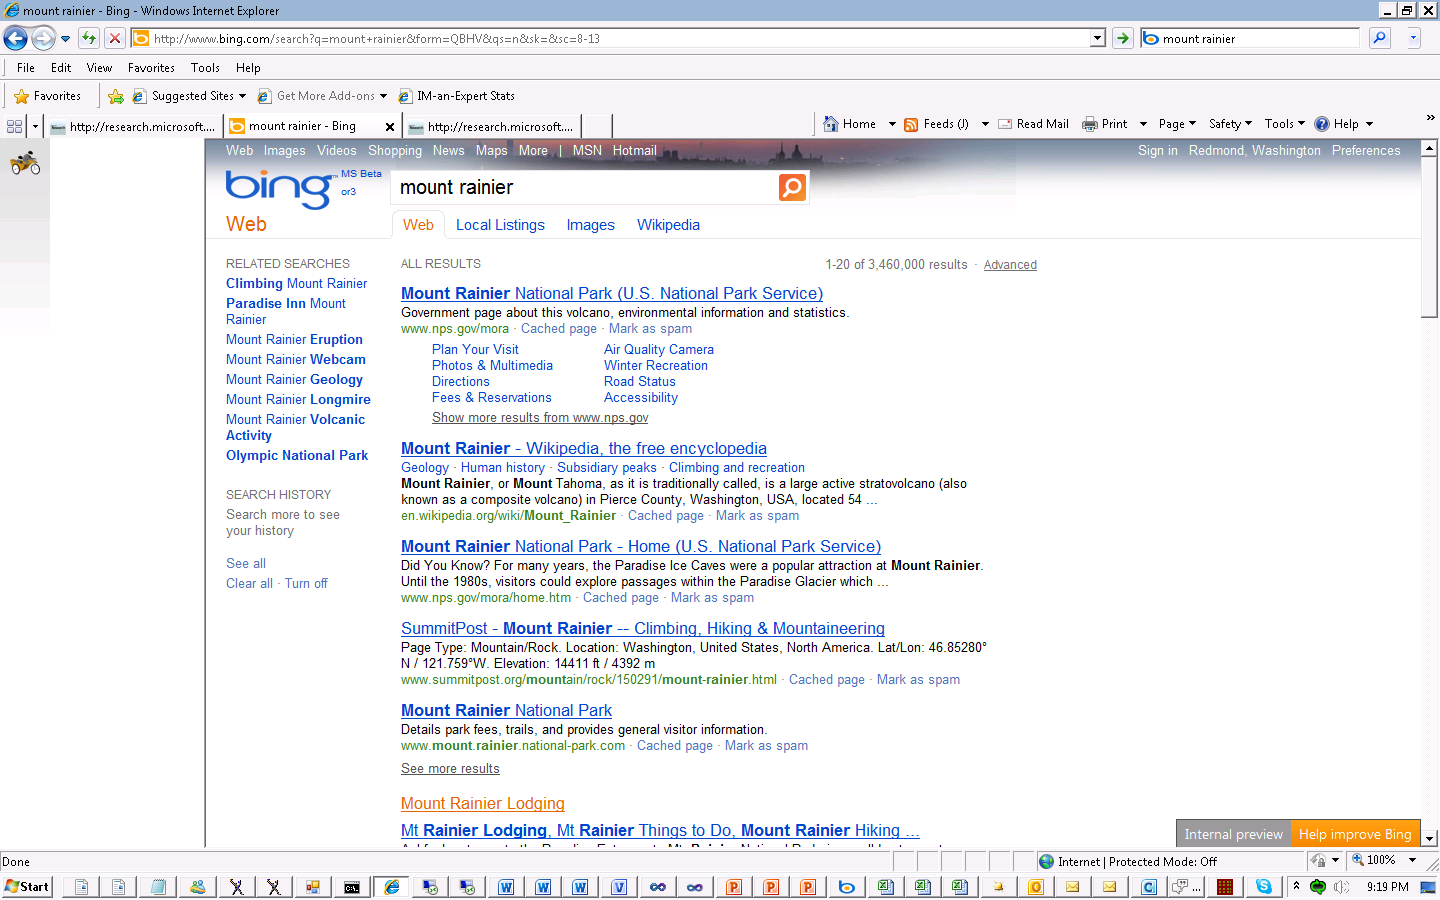 mount rainier - Bing - Windows Internet Explorer
http://www.bing.com/search?q=mount+rainier&form=QBHV&qs=n&sk=&sc=8-13
mount rainier
File Edit View Favorites Tools Help
Favorites Suggested Sites Get More Add-ons IM-an-Expert Stats
http://research.microsoft.... mount rainier - Bing http://research.microsoft.... Home Feeds (J) Read Mail Print Page Safety Tools Help
Web Images Videos Shopping News Maps More | MSN Hotmail Sign in Redmond, Washington Preferences
bing MS Beta
or3
mount rainier
Web
Web Local Listings Images Wikipedia
RELATED SEARCHES
Climbing Mount Rainier
Paradise Inn Mount
Rainier
Mount Rainier Eruption
Mount Rainier Webcam
Mount Rainier Geology
Mount Rainier Longmire
Mount Rainier Volcanic
Activity
Olympic National Park
SEARCH HISTORY
Search more to see
your history
See all
Clear all · Turn off
ALL RESULTS 1-20 of 3,460,000 results · Advanced
Mount Rainier National Park (U.S. National Park Service)
Government page about this volcano, environmental information and statistics.
www.nps.gov/mora · Cached page · Mark as spam
Plan Your Visit Air Quality Camera
Photos & Multimedia Winter Recreation
Directions Road Status
Fees & Reservations Accessibility
Show more results from www.nps.gov
Mount Rainier - Wikipedia, the free encyclopedia
Geology · Human history · Subsidiary peaks · Climbing and recreation
Mount Rainier, or Mount Tahoma, as it is traditionally called, is a large active stratovolcano (also
known as a composite volcano) in Pierce County, Washington, USA, located 54 ...
en.wikipedia.org/wiki/Mount_Rainier · Cached page · Mark as spam
Mount Rainier National Park - Home (U.S. National Park Service)
Did You Know? For many years, the Paradise Ice Caves were a popular attraction at Mount Rainier.
Until the 1980s, visitors could explore passages within the Paradise Glacier which ...
www.nps.gov/mora/home.htm · Cached page · Mark as spam
SummitPost - Mount Rainier -- Climbing, Hiking & Mountaineering
Page Type: Mountain/Rock. Location: Washington, United States, North America. Lat/Lon: 46.85280°
N / 121.759°W. Elevation: 14411 ft / 4392 m
www.summitpost.org/mountain/rock/150291/mount-rainier.html · Cached page · Mark as spam
Mount Rainier National Park
Details park fees, trails, and provides general visitor information.
www.mount.rainier.national-park.com · Cached page · Mark as spam
See more results
Mount Rainier Lodging
Mt Rainier Lodging, Mt Rainier Things to Do, Mount Rainier Hiking ...
Internal preview Help improve Bing
Done Internet | Protected Mode: Off 100%
Start 9:19 PM